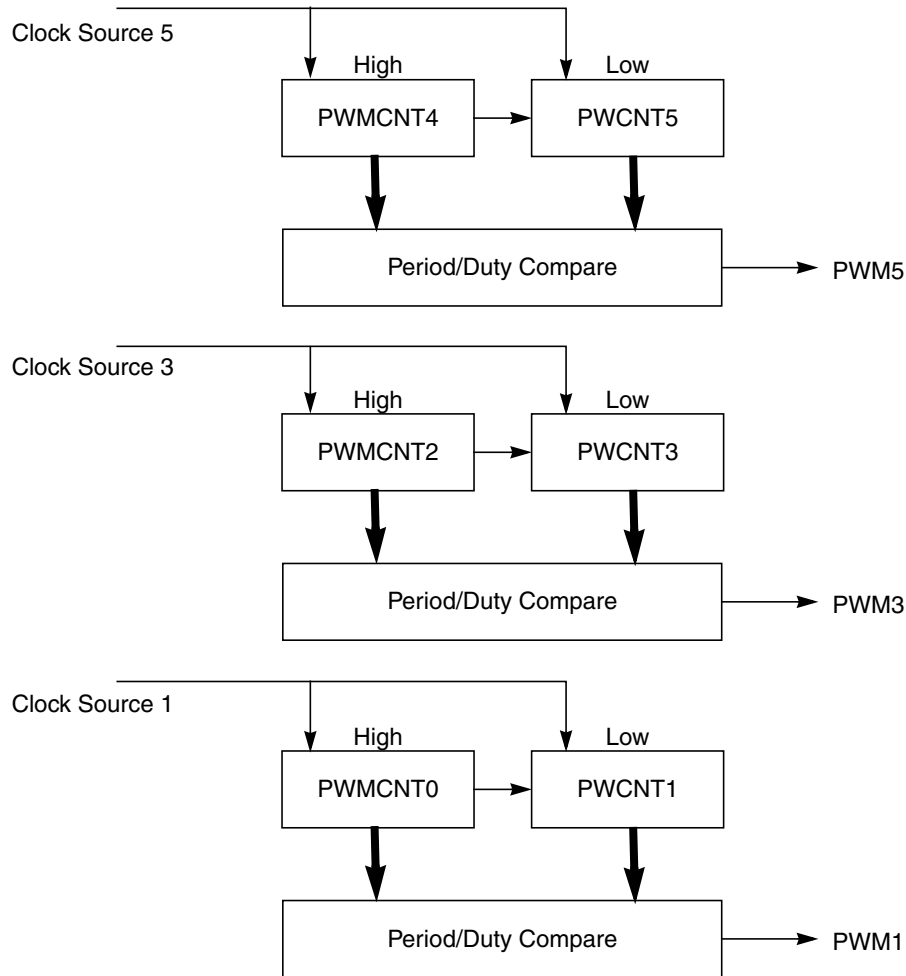 Clock Source 5
High Low
PWMCNT4 PWCNT5
Period/Duty Compare PWM5
Clock Source 3
High Low
PWMCNT2 PWCNT3
Period/Duty Compare PWM3
Clock Source 1
High Low
PWMCNT0 PWCNT1
Period/Duty Compare PWM1